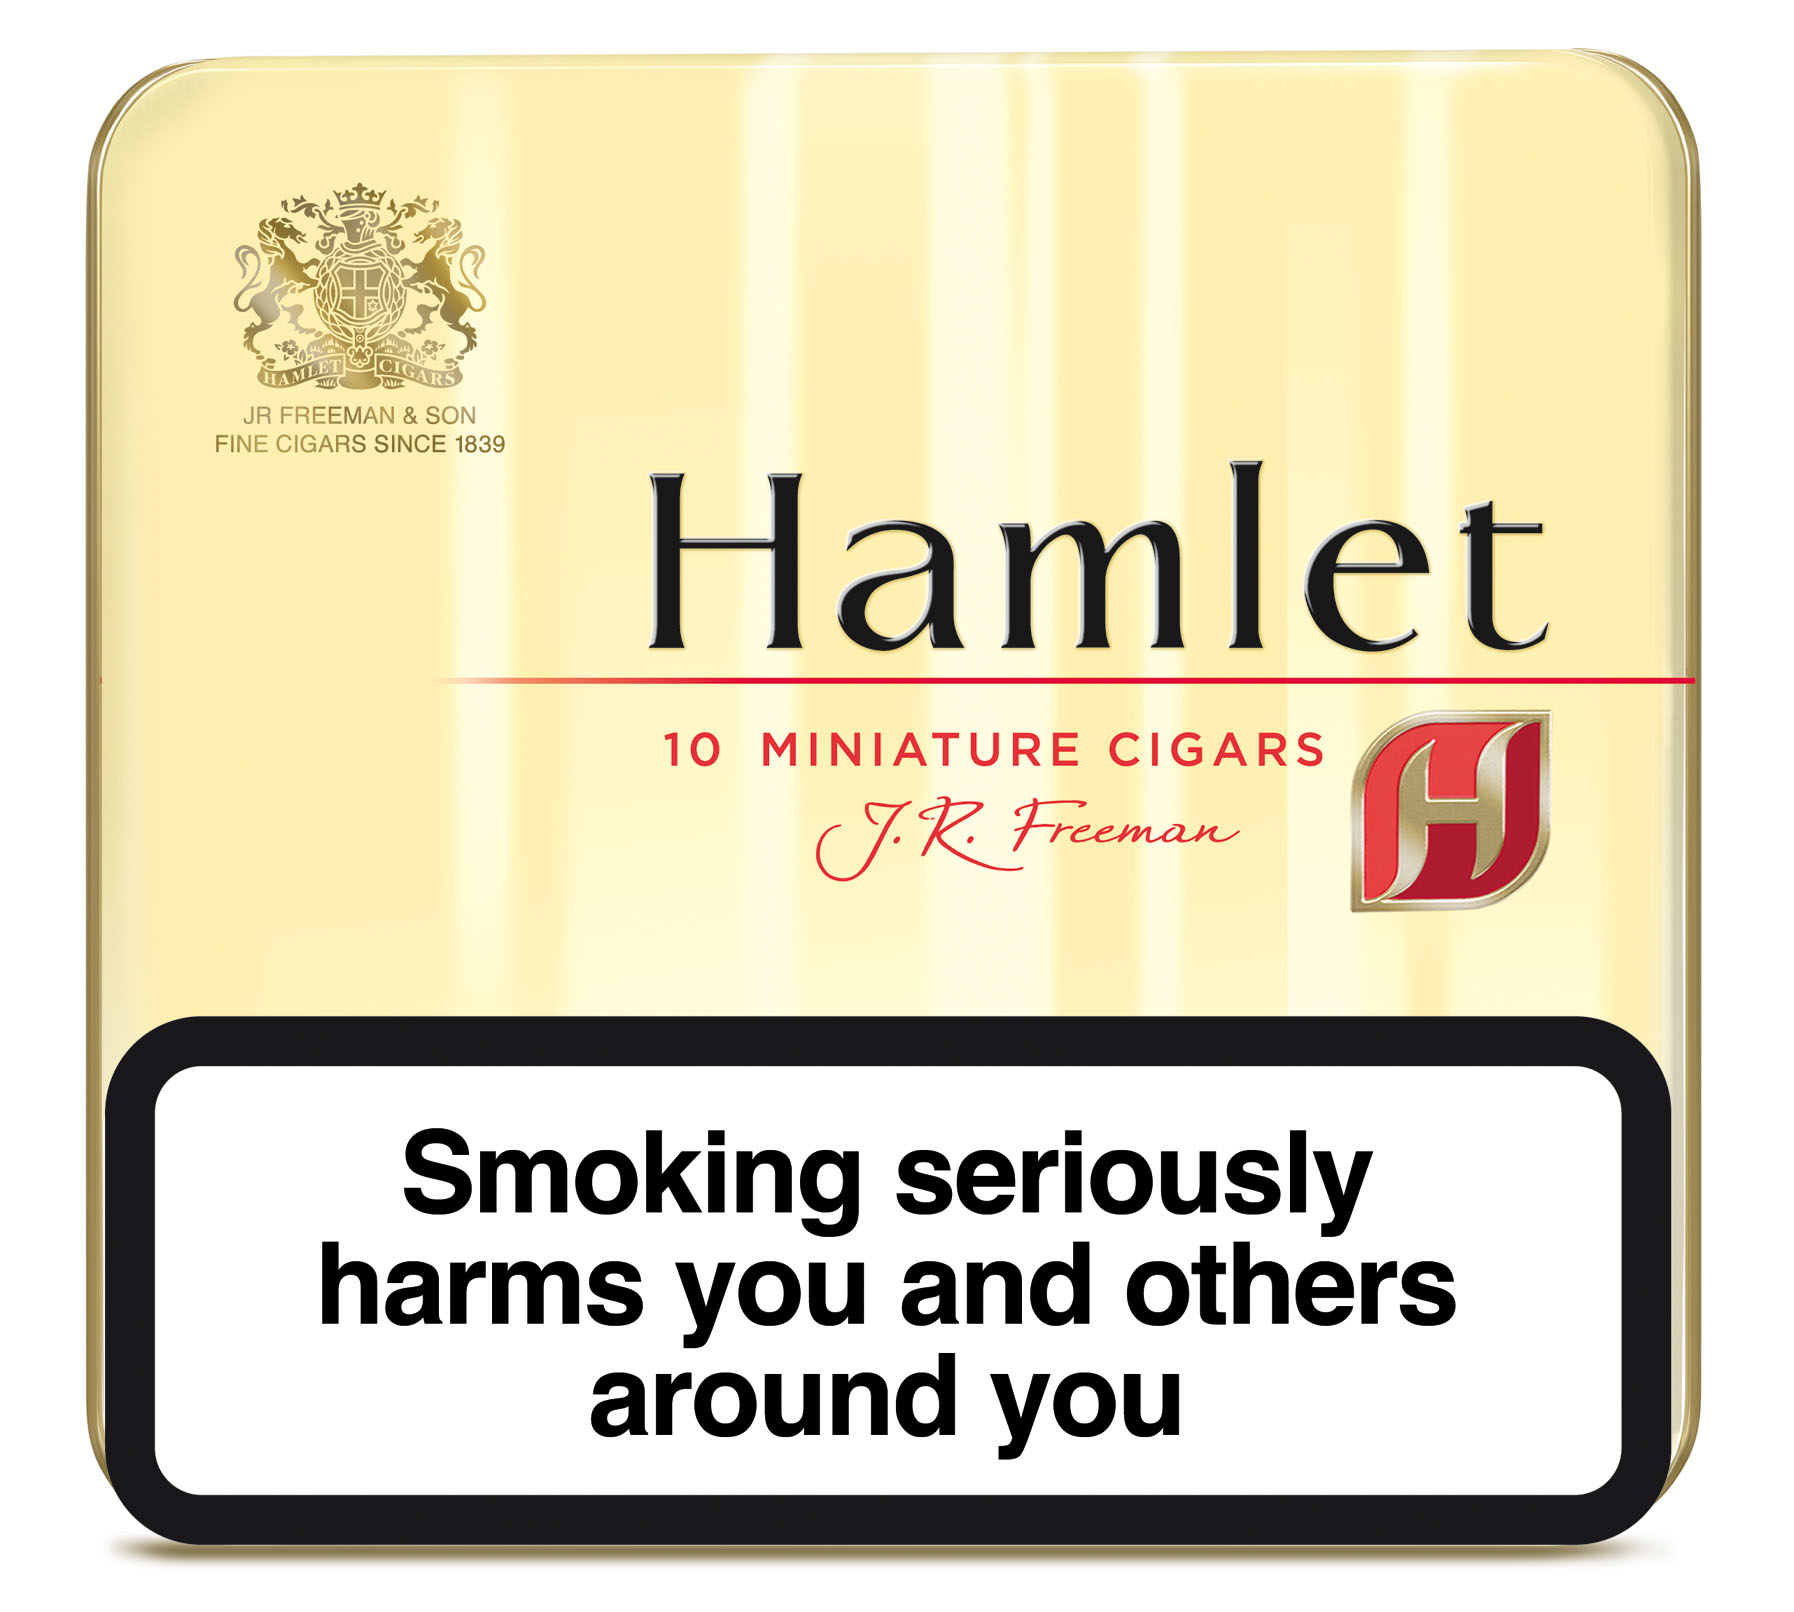 HAMLET CIGARS
JR FREEMAN & SON
FINE CIGARS SINCE 1839
Hamlet
10 MINIATURE CIGARS
J.R. Freeman
H
Smoking seriously
harms you and others
around you